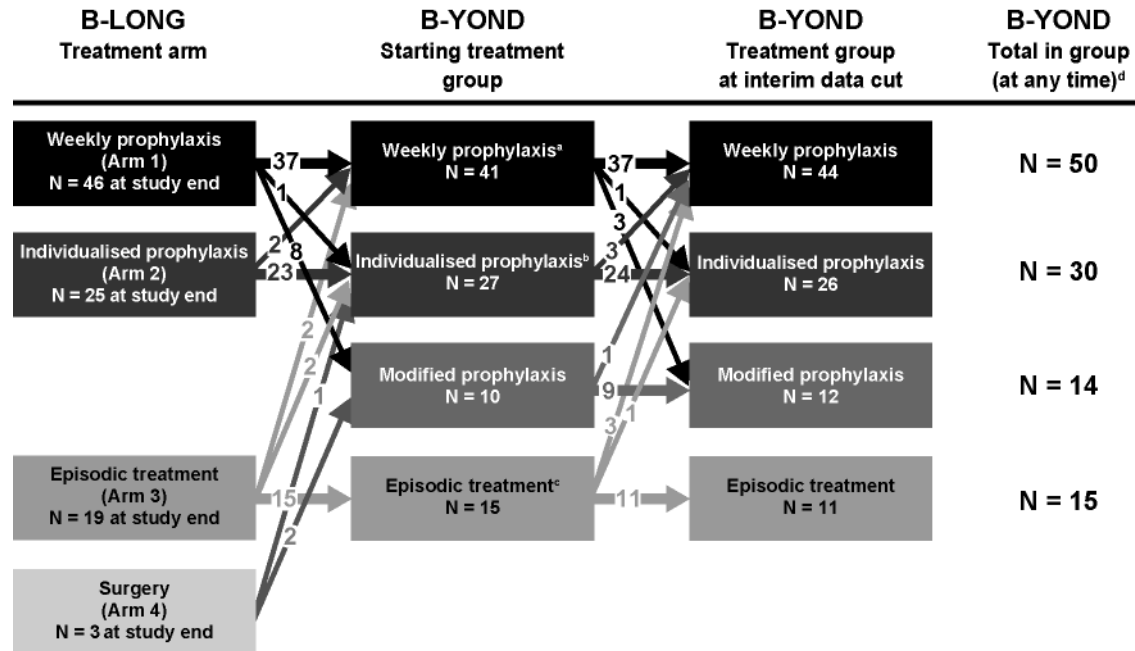 B-LONG
Treatment arm
B-YOND
Starting treatment
group
B-YOND
Treatment group
at interim data cut
B-YOND
Total in group
(at any time)d
Weekly prophylaxis
(Arm 1)
N = 46 at study end
37
1
8
Weekly prophylaxisa
N = 41
37
1
3
Weekly prophylaxis
N = 44
N = 50
Individualised prophylaxis
(Arm 2)
N = 25 at study end
2
23
Individualised prophylaxisb
N = 27
3
24
Individualised prophylaxis
N = 26
N = 30
Modified prophylaxis
N = 10
1
9
Modified prophylaxis
N = 12
N = 14
Episodic treatment
(Arm 3)
N = 19 at study end
2
2
15
Episodic treatmentc
N = 15
3
1
11
Episodic treatment
N = 11
N = 15
Surgery
(Arm 4)
N = 3 at study end
1
2